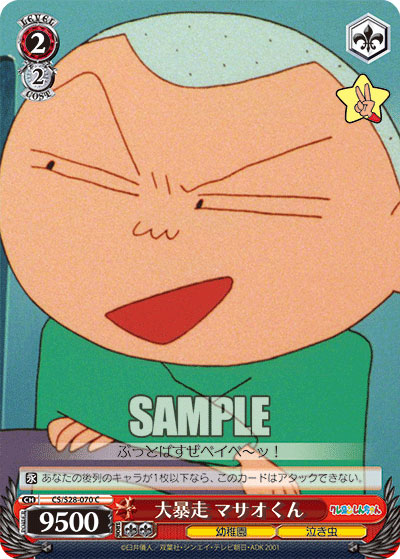 LEVEL
2
2
COST
SAMPLE
ぶっとばすぜベイベ〜ッ!
永 あなたの後列のキャラが1枚以下なら、このカードはアタックできない。
CH CS/S28-070 C
POWER
9500
大暴走 マサオくん
クレヨンしんちゃん
幼稚園 泣き虫
©臼井儀人/双葉社・シンエイ・テレビ朝日・ADK 2001